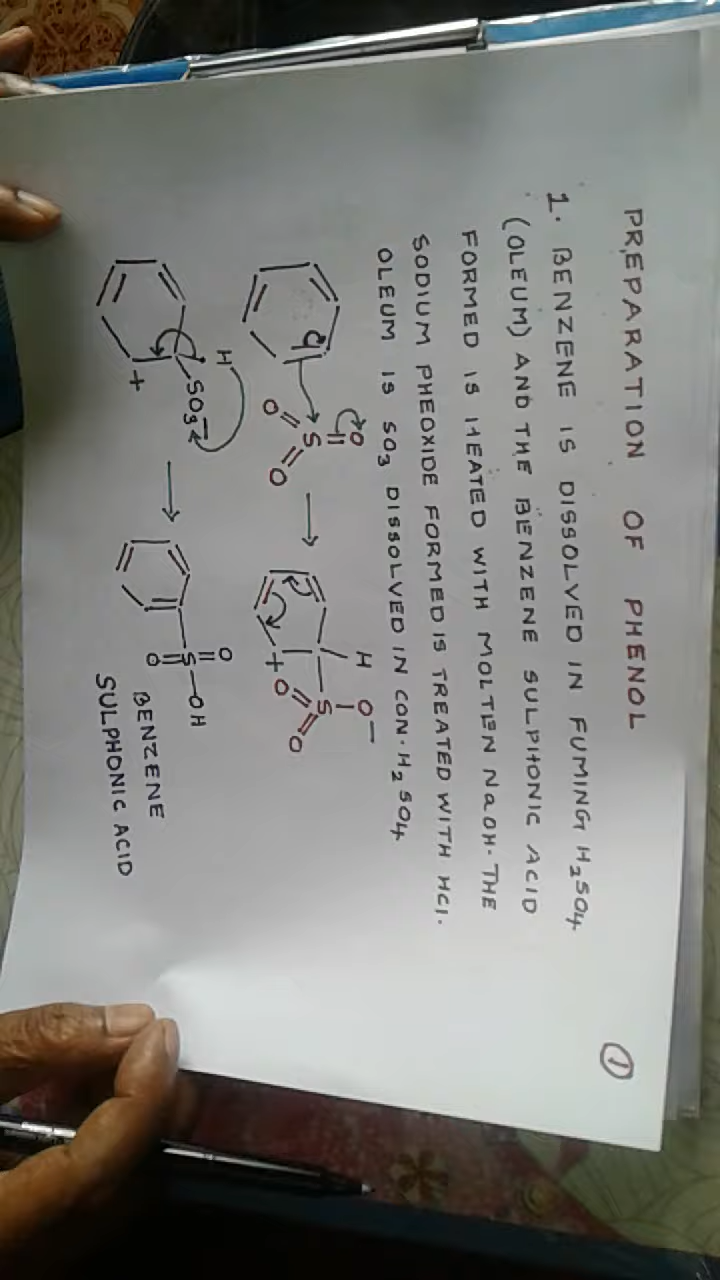 PREPARATION OF PHENOL
①
1. BENZENE IS DISSOLVED IN FUMING H₂SO₄
(OLEUM) AND THE BENZENE SULPHONIC ACID
FORMED IS HEATED WITH MOLTEN NaOH. THE
SODIUM PHEOXIDE FORMED IS TREATED WITH HCl.
OLEUM IS SO₃ DISSOLVED IN CON. H₂SO₄
O
S
O
O
H
O⁻
S
O
O
+
H
SO₃⁻
+
O
S-OH
O
BENZENE
SULPHONIC ACID